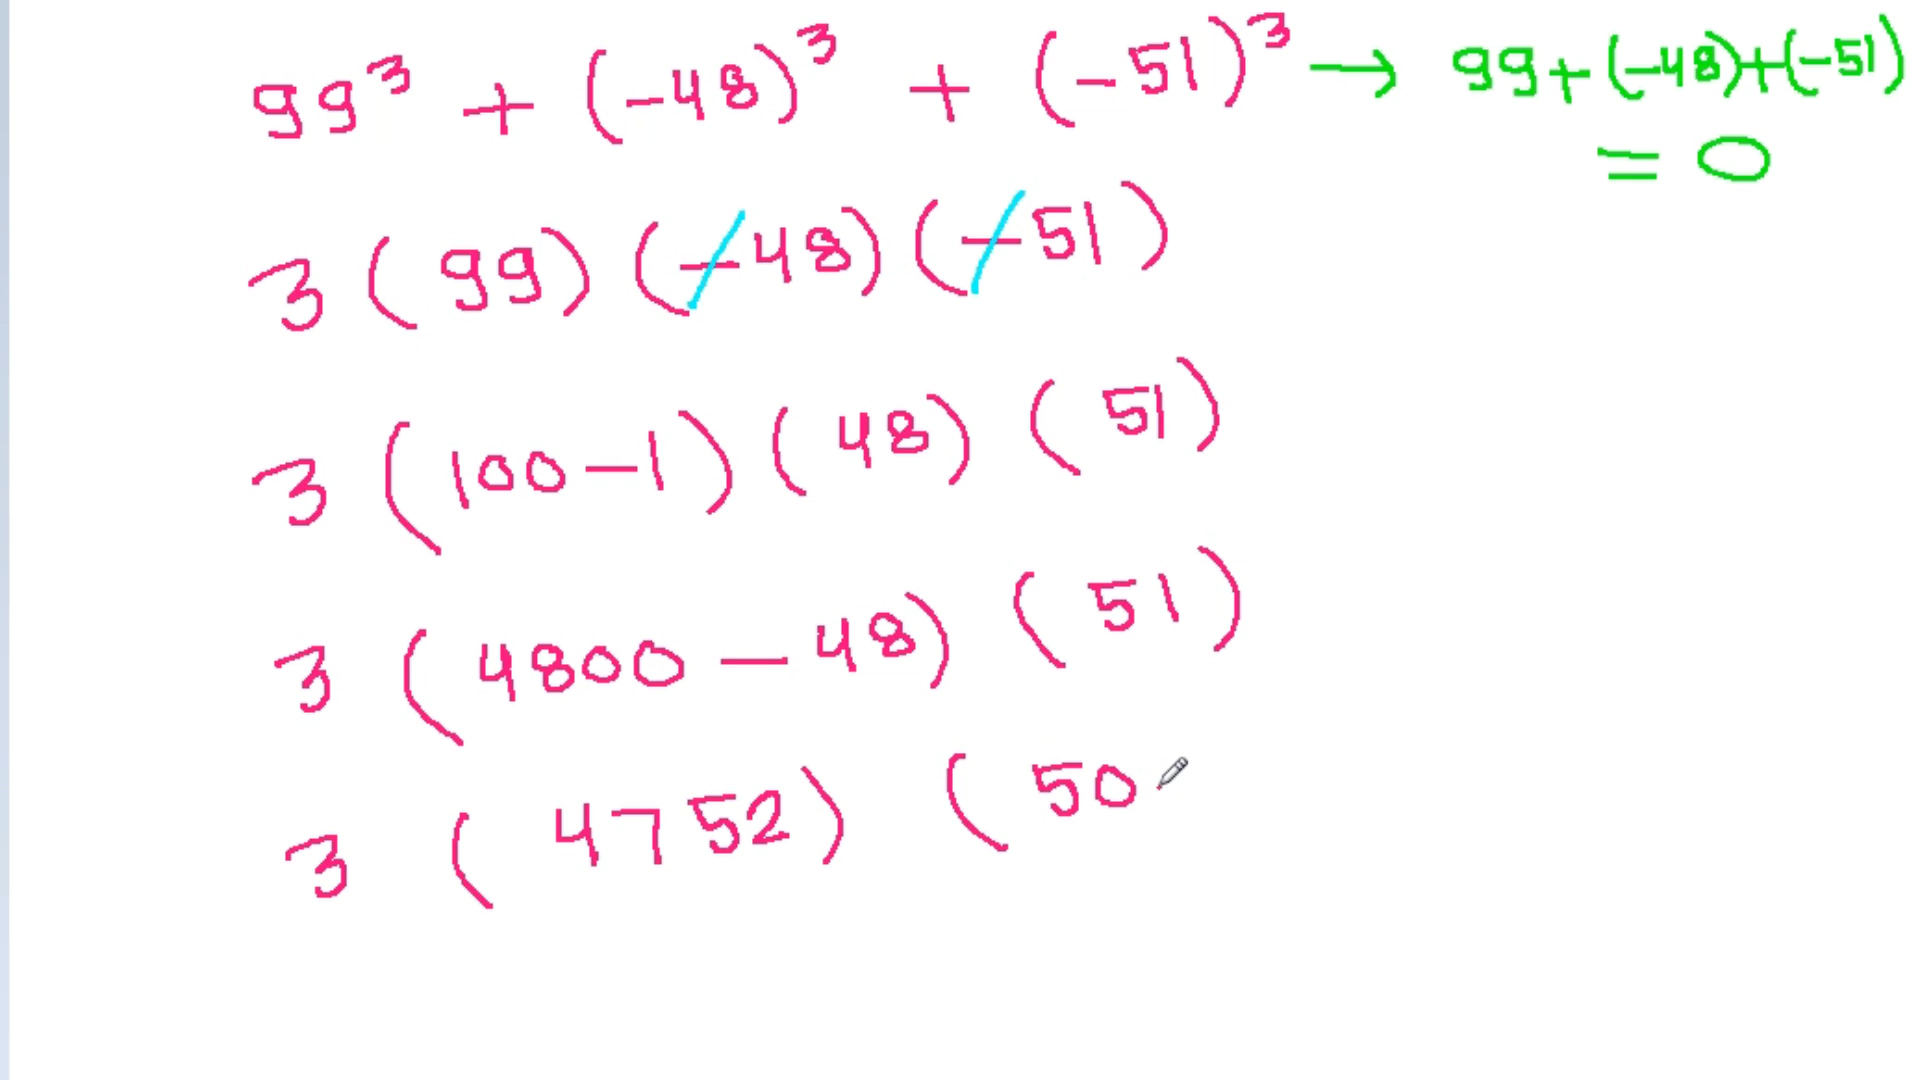 99³ + (-48)³ + (-51)³ → 99+(-48)+(-51)
= 0
3 (99) (-48) (-51)
3 (100-1) (48) (51)
3 (4800 - 48) (51)
3 (4752) (50